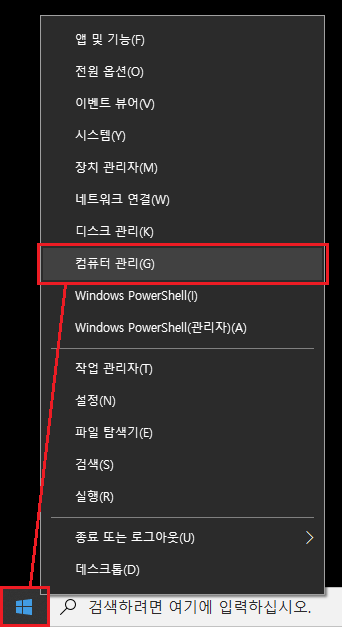 앱 및 기능(F)
전원 옵션(O)
이벤트 뷰어(V)
시스템(Y)
장치 관리자(M)
네트워크 연결(W)
디스크 관리(K)
컴퓨터 관리(G)
Windows PowerShell(I)
Windows PowerShell(관리자)(A)
작업 관리자(T)
설정(N)
파일 탐색기(E)
검색(S)
실행(R)
종료 또는 로그아웃(U)
데스크톱(D)
검색하려면 여기에 입력하십시오.